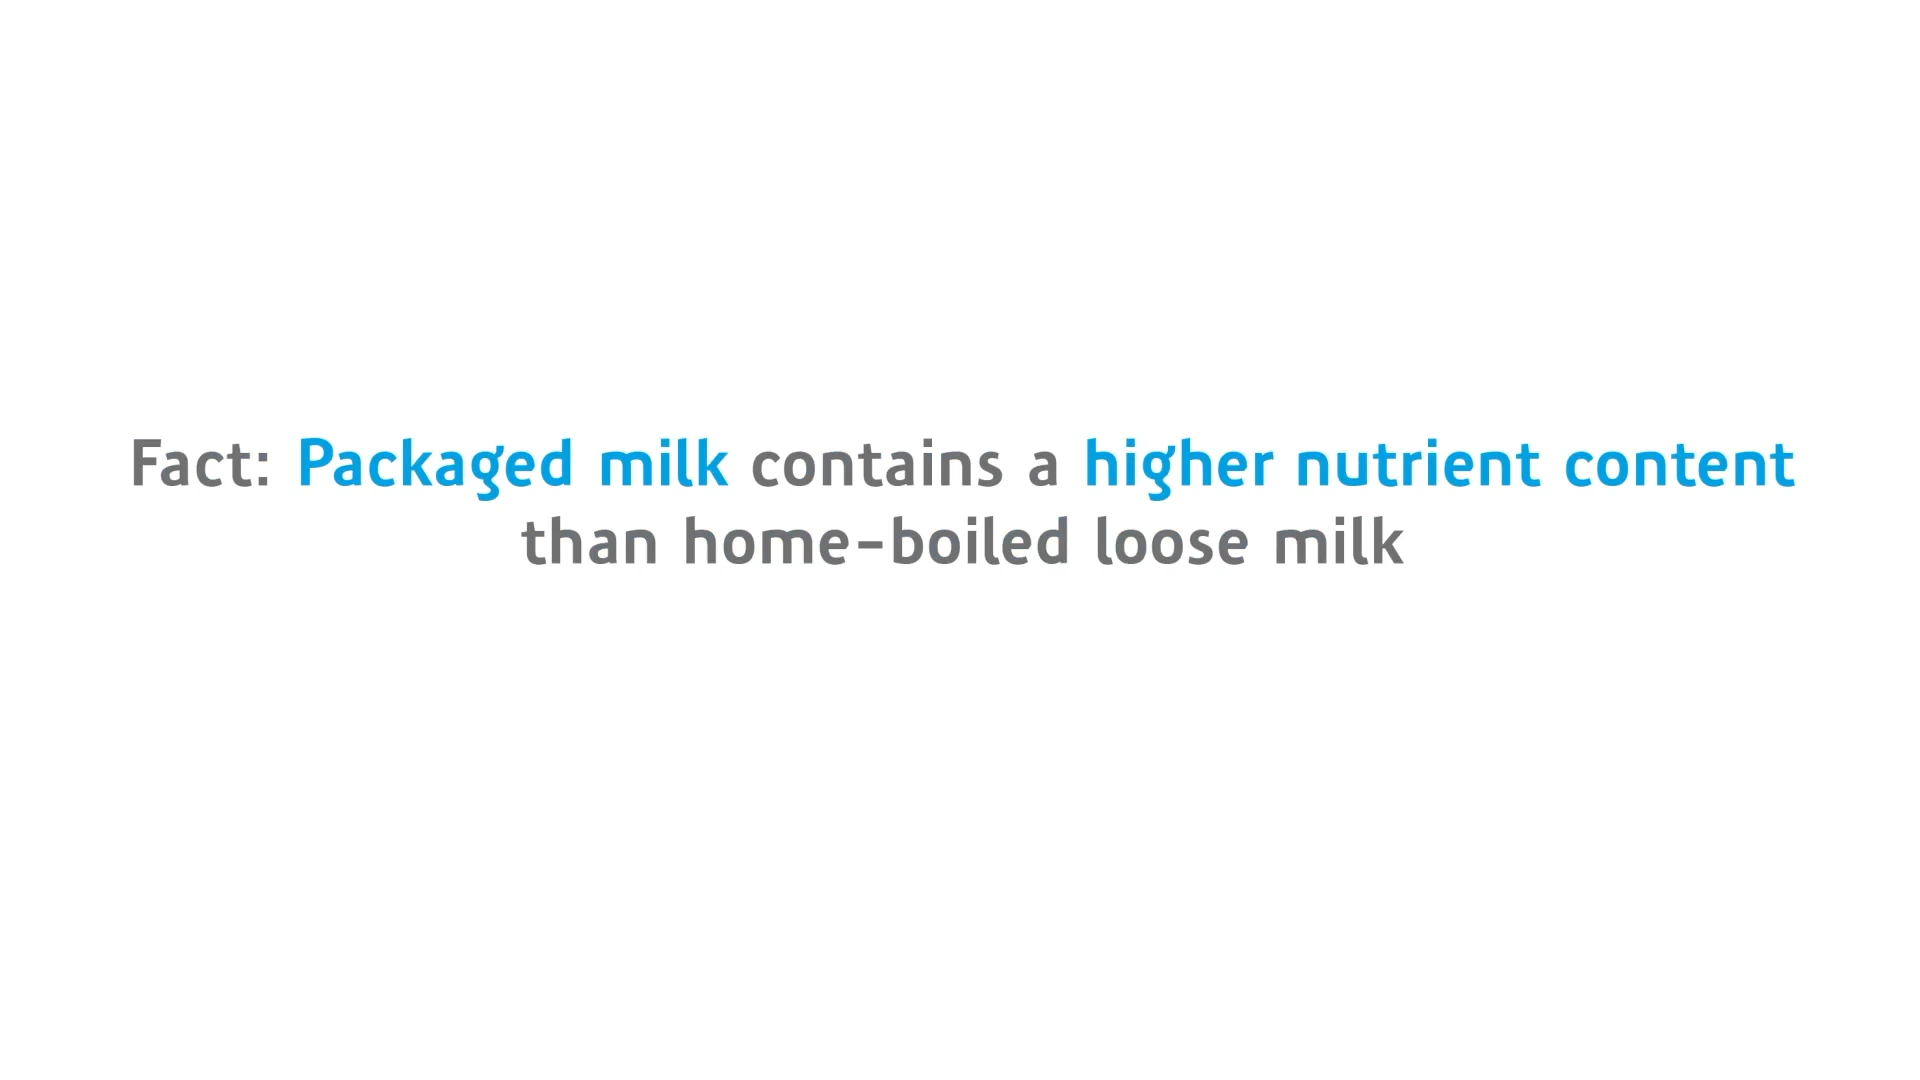 Fact: Packaged milk contains a higher nutrient content
than home-boiled loose milk